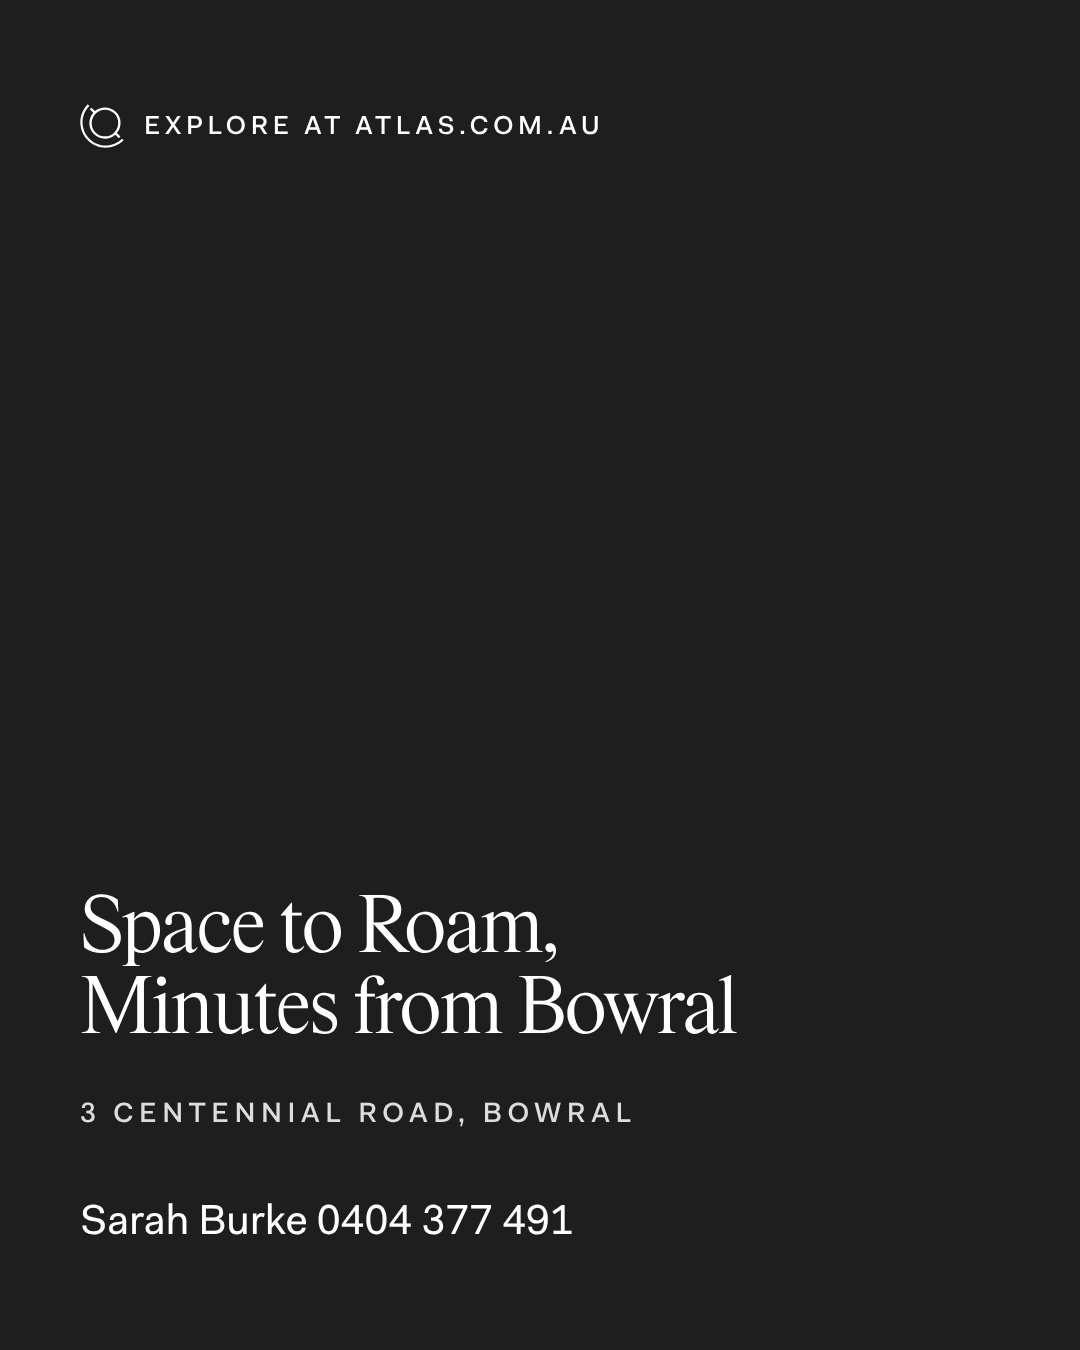 EXPLORE AT ATLAS.COM.AU
Space to Roam,
Minutes from Bowral
3 CENTENNIAL ROAD, BOWRAL
Sarah Burke 0404 377 491